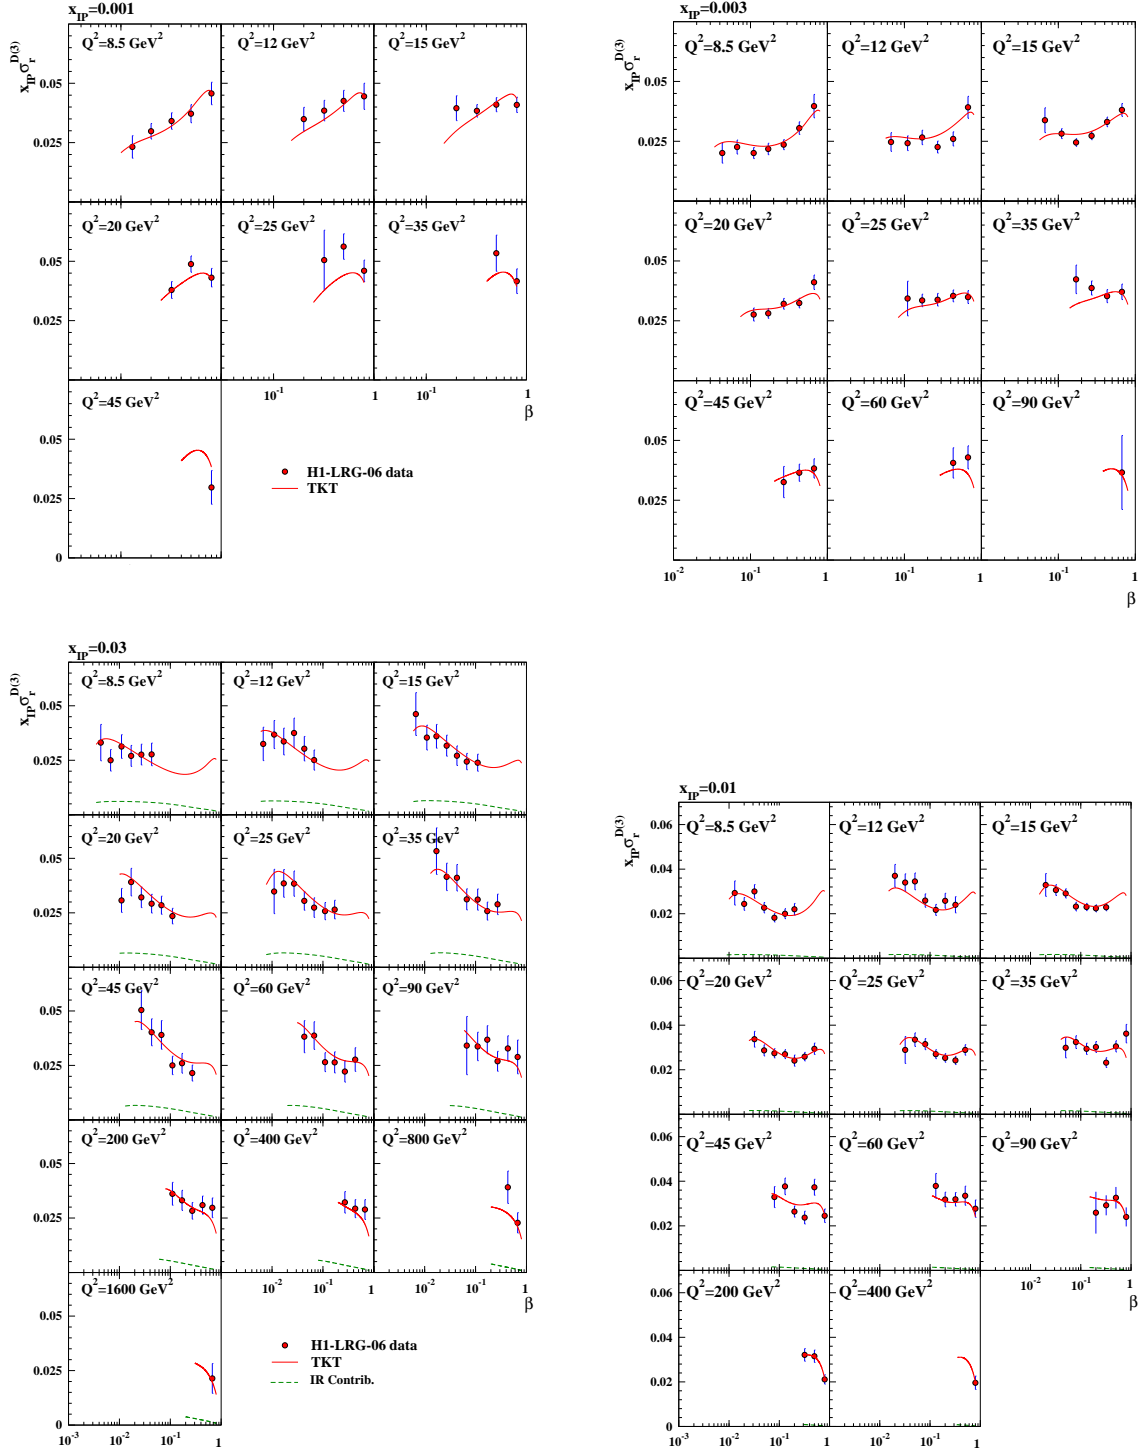 x_IP=0.001
x_IP σ_r^D(3)
Q²=8.5 GeV² Q²=12 GeV² Q²=15 GeV²
0.05
0.025
Q²=20 GeV² Q²=25 GeV² Q²=35 GeV²
0.05
0.025
10⁻¹ 10⁻¹ 1
β
Q²=45 GeV²
0.05
0.025
0
10⁻¹ 1
H1-LRG-06 data
TKT
x_IP=0.003
x_IP σ_r^D(3)
Q²=8.5 GeV² Q²=12 GeV² Q²=15 GeV²
0.05
0.025
Q²=20 GeV² Q²=25 GeV² Q²=35 GeV²
0.05
0.025
Q²=45 GeV² Q²=60 GeV² Q²=90 GeV²
0.05
0.025
10⁻² 10⁻¹ 1 10⁻¹ 1 10⁻¹ 1
β
x_IP=0.03
x_IP σ_r^D(3)
Q²=8.5 GeV² Q²=12 GeV² Q²=15 GeV²
0.05
0.025
Q²=20 GeV² Q²=25 GeV² Q²=35 GeV²
0.05
0.025
Q²=45 GeV² Q²=60 GeV² Q²=90 GeV²
0.05
0.025
Q²=200 GeV² Q²=400 GeV² Q²=800 GeV²
0.05
0.025
10⁻² 10⁻¹ 1 10⁻² 10⁻¹ 1
β
Q²=1600 GeV²
0.05
0.025
0
10⁻³ 10⁻² 10⁻¹ 1
H1-LRG-06 data
TKT
IR Contrib.
x_IP=0.01
x_IP σ_r^D(3)
Q²=8.5 GeV² Q²=12 GeV² Q²=15 GeV²
0.06
0.04
0.02
Q²=20 GeV² Q²=25 GeV² Q²=35 GeV²
0.06
0.04
0.02
Q²=45 GeV² Q²=60 GeV² Q²=90 GeV²
0.06
0.04
0.02
10⁻² 10⁻¹ 1
β
Q²=200 GeV² Q²=400 GeV²
0.06
0.04
0.02
0
10⁻³ 10⁻² 10⁻¹ 1 10⁻² 10⁻¹ 1